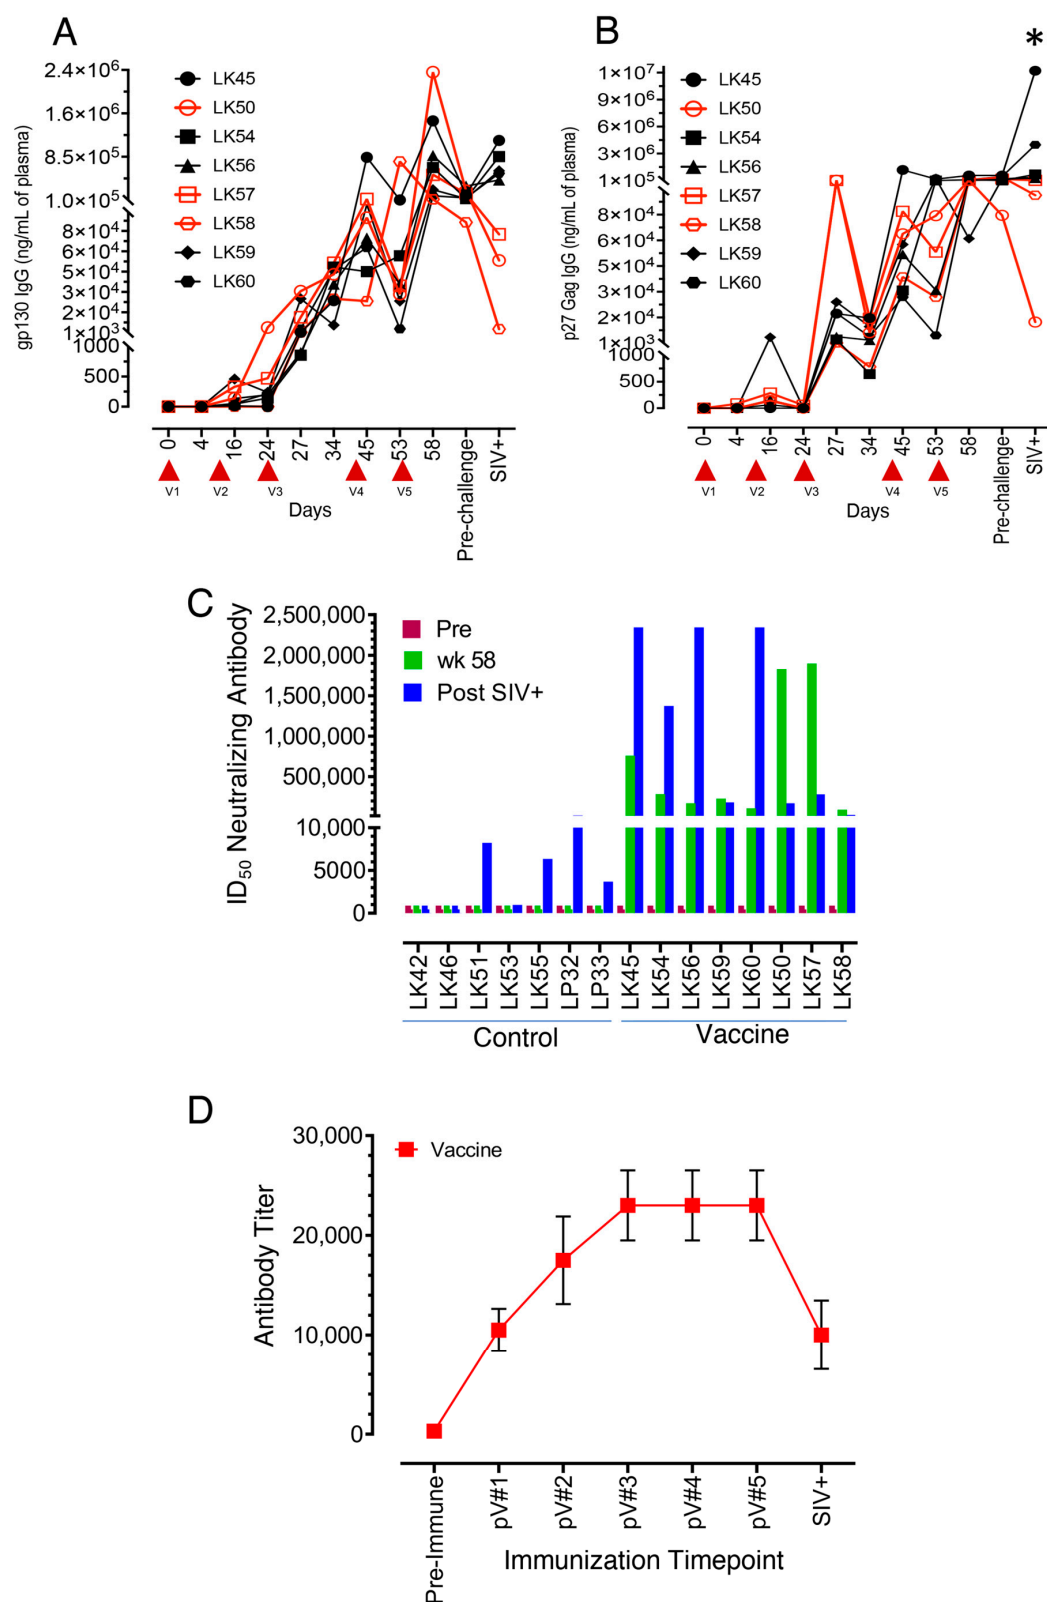 A
gp130 IgG (ng/mL of plasma)
2.4×10⁶
1.6×10⁶
8.5×10⁵
1.0×10⁵
8×10⁴
6×10⁴
5×10⁴
3×10⁴
2×10⁴
1×10³
1000
500
0
LK45
LK50
LK54
LK56
LK57
LK58
LK59
LK60
0
4
16
24
27
34
45
53
58
Pre-challenge
SIV+
V1
V2
V3
V4
V5
Days
B
*
p27 Gag IgG (ng/mL of plasma)
1×10⁷
9×10⁶
6×10⁶
3×10⁶
1×10⁵
8×10⁴
6×10⁴
5×10⁴
3×10⁴
2×10⁴
1×10³
1000
500
0
LK45
LK50
LK54
LK56
LK57
LK58
LK59
LK60
0
4
16
24
27
34
45
53
58
Pre-challenge
SIV+
V1
V2
V3
V4
V5
Days
C
ID₅₀ Neutralizing Antibody
2,500,000
2,000,000
1,500,000
1,000,000
500,000
10,000
5000
0
Pre
wk 58
Post SIV+
LK42
LK46
LK51
LK53
LK55
LP32
LP33
LK45
LK54
LK56
LK59
LK60
LK50
LK57
LK58
Control
Vaccine
D
Antibody Titer
30,000
20,000
10,000
0
Vaccine
Pre-Immune
pV#1
pV#2
pV#3
pV#4
pV#5
SIV+
Immunization Timepoint